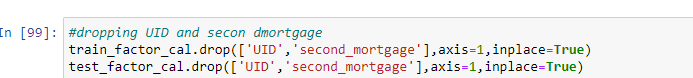 In [99]: #dropping UID and secon dmortgage
train_factor_cal.drop(['UID','second_mortgage'],axis=1,inplace=True)
test_factor_cal.drop(['UID','second_mortgage'],axis=1,inplace=True)